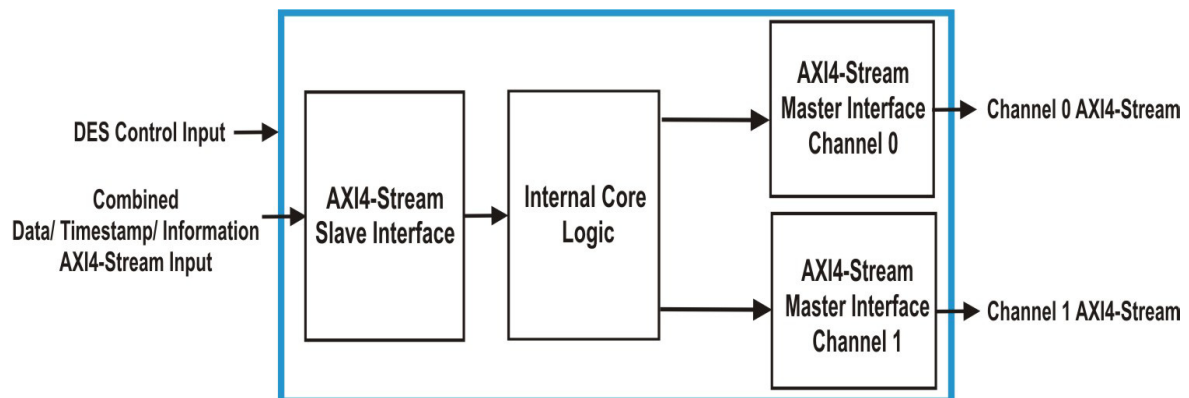 DES Control Input
Combined
Data/ Timestamp/ Information
AXI4-Stream Input
AXI4-Stream
Slave Interface
Internal Core
Logic
AXI4-Stream
Master Interface
Channel 0
Channel 0 AXI4-Stream
AXI4-Stream
Master Interface
Channel 1
Channel 1 AXI4-Stream